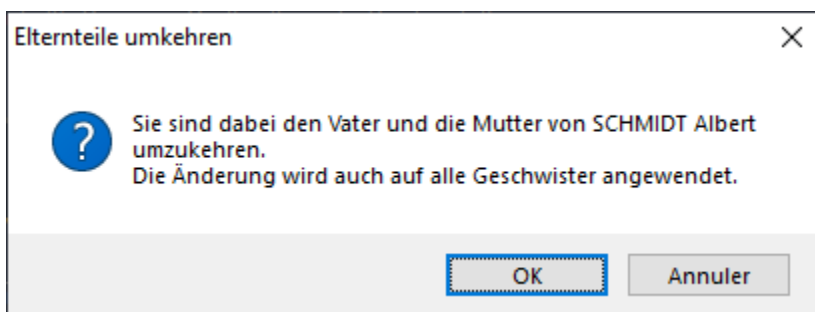 Elternteile umkehren
Sie sind dabei den Vater und die Mutter von SCHMIDT Albert
umzukehren.
Die Änderung wird auch auf alle Geschwister angewendet.
OK
Annuler